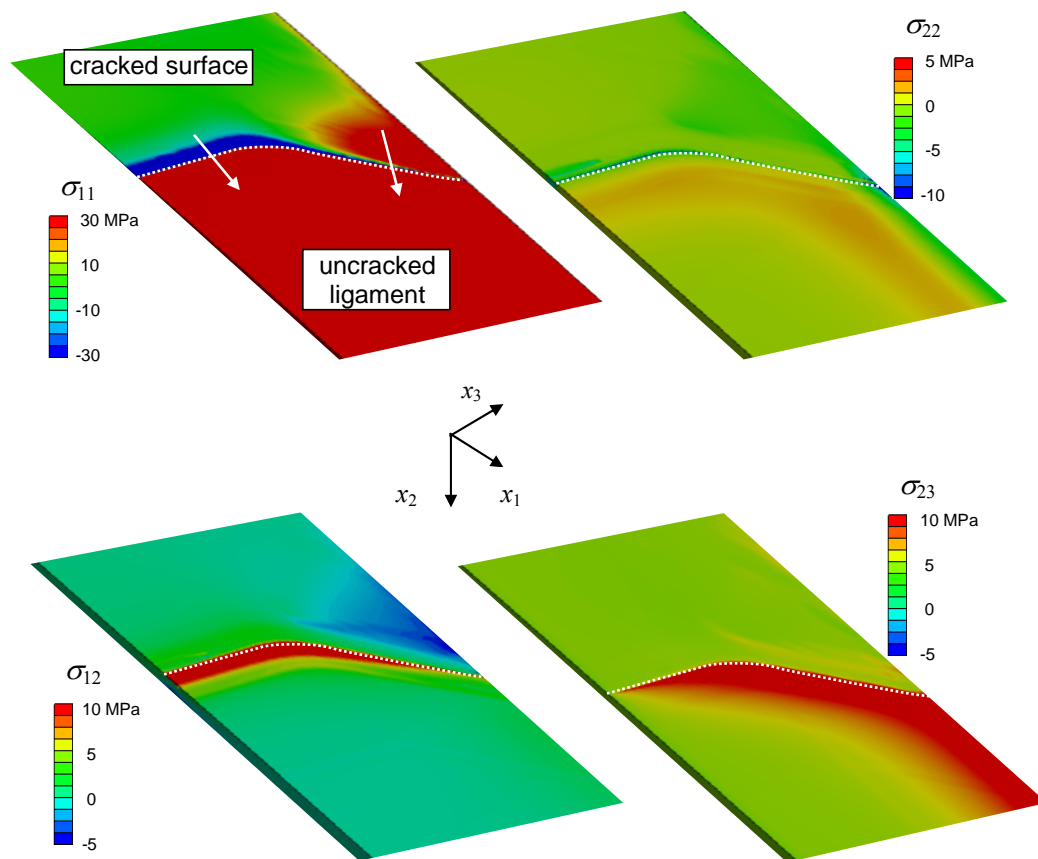 cracked surface
σ11
30 MPa
10
-10
-30
uncracked
ligament
σ22
5 MPa
0
-5
-10
x3
x2
x1
σ12
10 MPa
5
0
-5
σ23
10 MPa
5
0
-5